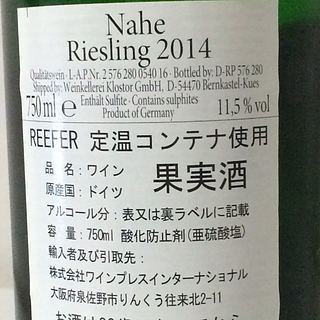 Nahe
Riesling 2014
Qualitätswein · L-A.P.Nr. 2 576 280 0540 16 · Bottled by: D-RP 576 280
Shipped by: Weinkellerei Klostor GmbH, D-54470 Bernkastel-Kues
750 ml ℮ Enthält Sulfite · Contains sulphites 11,5 % vol
Product of Germany
REEFER 定温コンテナ使用
品 名：ワイン 果実酒
原産国：ドイツ
アルコール分：表又は裏ラベルに記載
容 量：750ml 酸化防止剤(亜硫酸塩)
輸入者及び引取先：
株式会社ワインプレスインターナショナル
大阪府泉佐野市りんくう往来北2-11